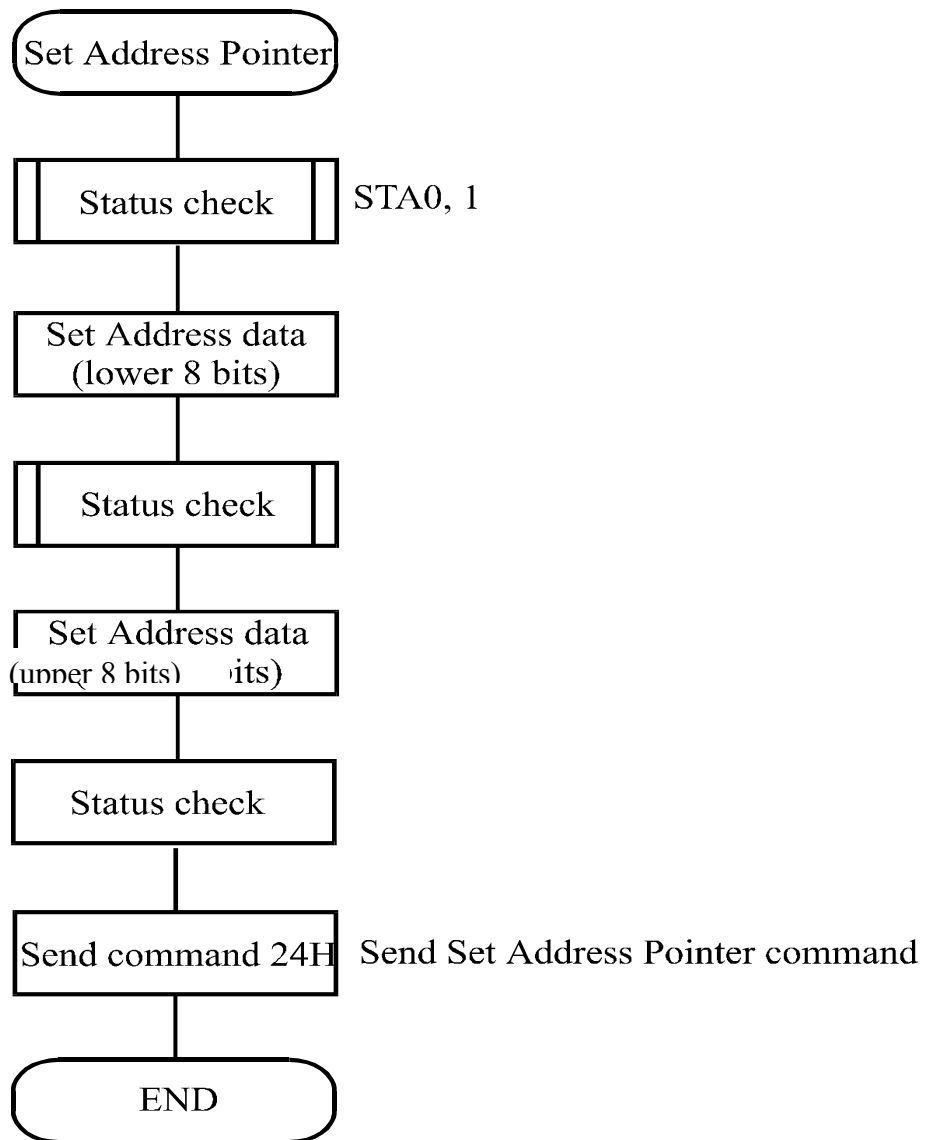 Set Address Pointer
Status check
STA0, 1
Set Address data
(lower 8 bits)
Status check
Set Address data
(upper 8 bits)
bits)
Status check
Send command 24H
Send Set Address Pointer command
END